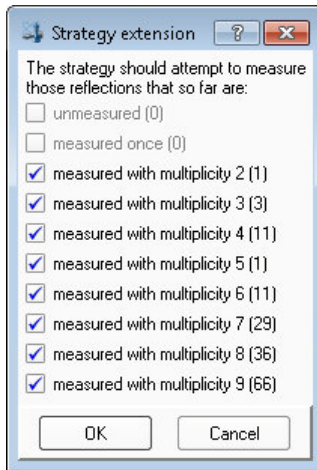 Strategy extension
?
The strategy should attempt to measure
those reflections that so far are:
unmeasured (0)
measured once (0)
measured with multiplicity 2 (1)
measured with multiplicity 3 (3)
measured with multiplicity 4 (11)
measured with multiplicity 5 (1)
measured with multiplicity 6 (11)
measured with multiplicity 7 (29)
measured with multiplicity 8 (36)
measured with multiplicity 9 (66)
OK Cancel